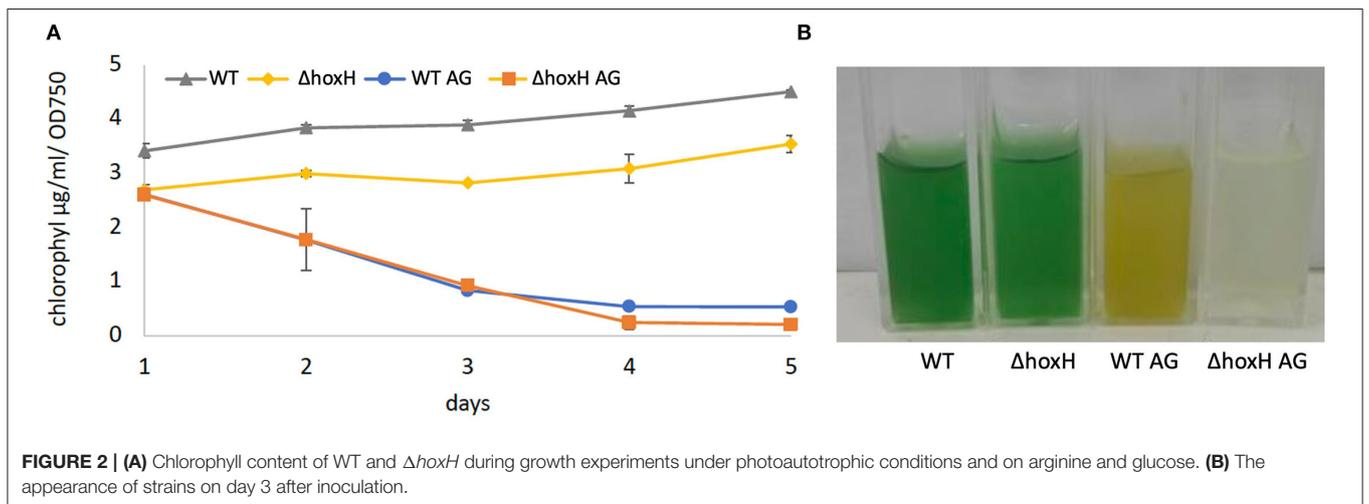 A
B
WT ΔhoxH WT AG ΔhoxH AG
chlorophyl µg/ml/ OD750
5
4
3
2
1
0
1 2 3 4 5
days
WT ΔhoxH WT AG ΔhoxH AG
FIGURE 2 | (A) Chlorophyll content of WT and ΔhoxH during growth experiments under photoautotrophic conditions and on arginine and glucose. (B) The
appearance of strains on day 3 after inoculation.